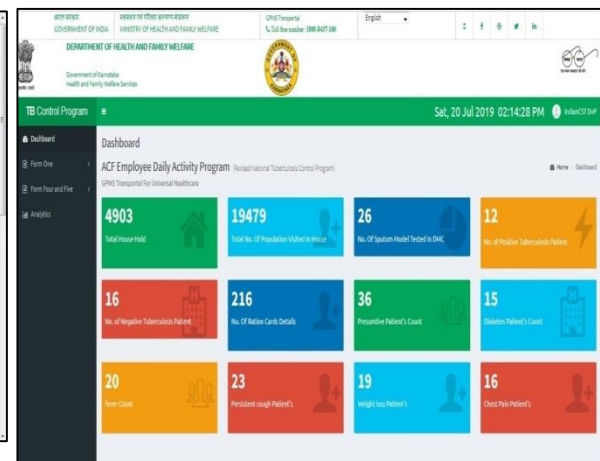 भारत सरकार
GOVERNMENT OF INDIA
स्वास्थ्य एवं परिवार कल्याण मंत्रालय
MINISTRY OF HEALTH AND FAMILY WELFARE
GPMS Transportal
Toll free number 1800-8437-100
English
DEPARTMENT OF HEALTH AND FAMILY WELFARE
Government of Karnataka
Health and Family Welfare Services
TB Control Program
Sat, 20 Jul 2019 02:14:28 PM
IndianCST DvP
Dashboard
Form One
Form Four and Five
Analytics
Dashboard
ACF Employee Daily Activity Program (Revised National Tuberculosis Control Program)
Home > Dashboard
GPMS Transportal For Universal Healthcare
4903
Total House Hold
19479
Total No. Of Population Visited In House
26
No. Of Sputum Model Tested In DMC
12
No. of Positive Tuberculosis Patient
16
No. of Negative Tuberculosis Patient
216
No. Of Ration Cards Details
36
Presumtive Patient's Count
15
Diabetes Patient's Count
20
Fever Count
23
Persistent cough Patient's
19
Weight loss Patient's
16
Chest Pain Patient's